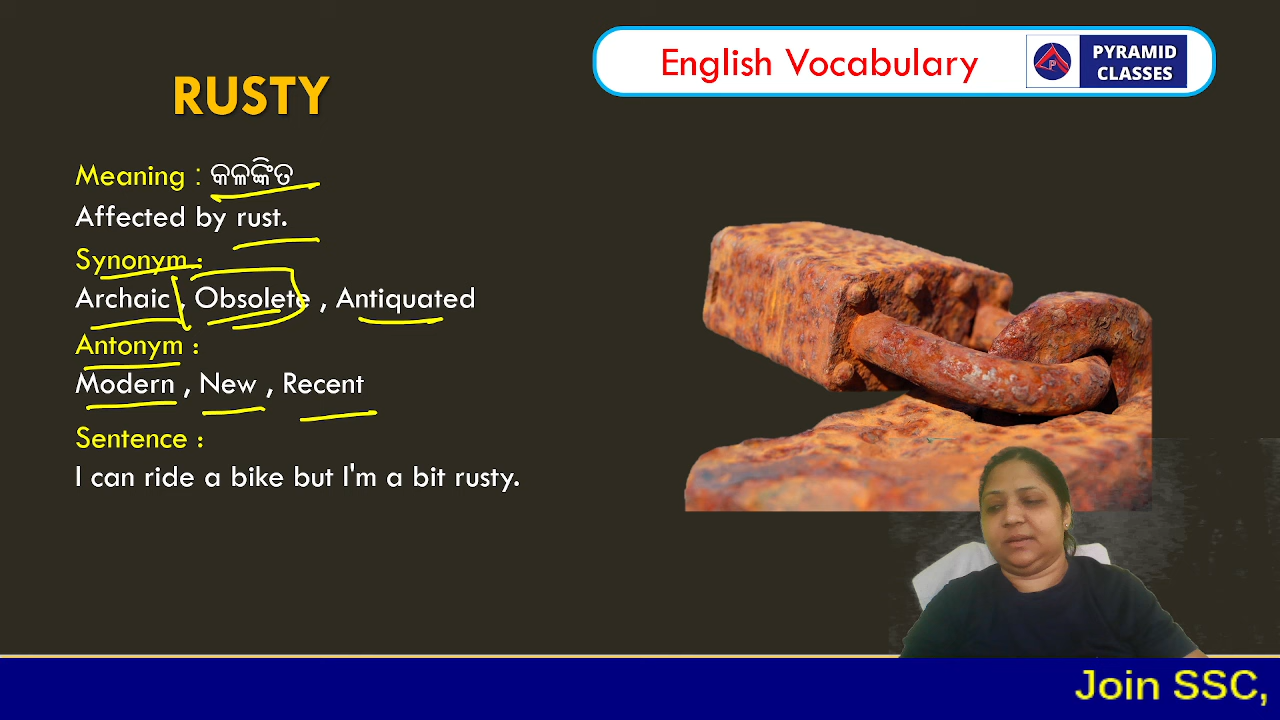 English Vocabulary
PYRAMID
CLASSES
RUSTY
Meaning : କଳଙ୍କିତ
Affected by rust.
Synonym :
Archaic , Obsolete , Antiquated
Antonym :
Modern , New , Recent
Sentence :
I can ride a bike but I'm a bit rusty.
Join SSC,